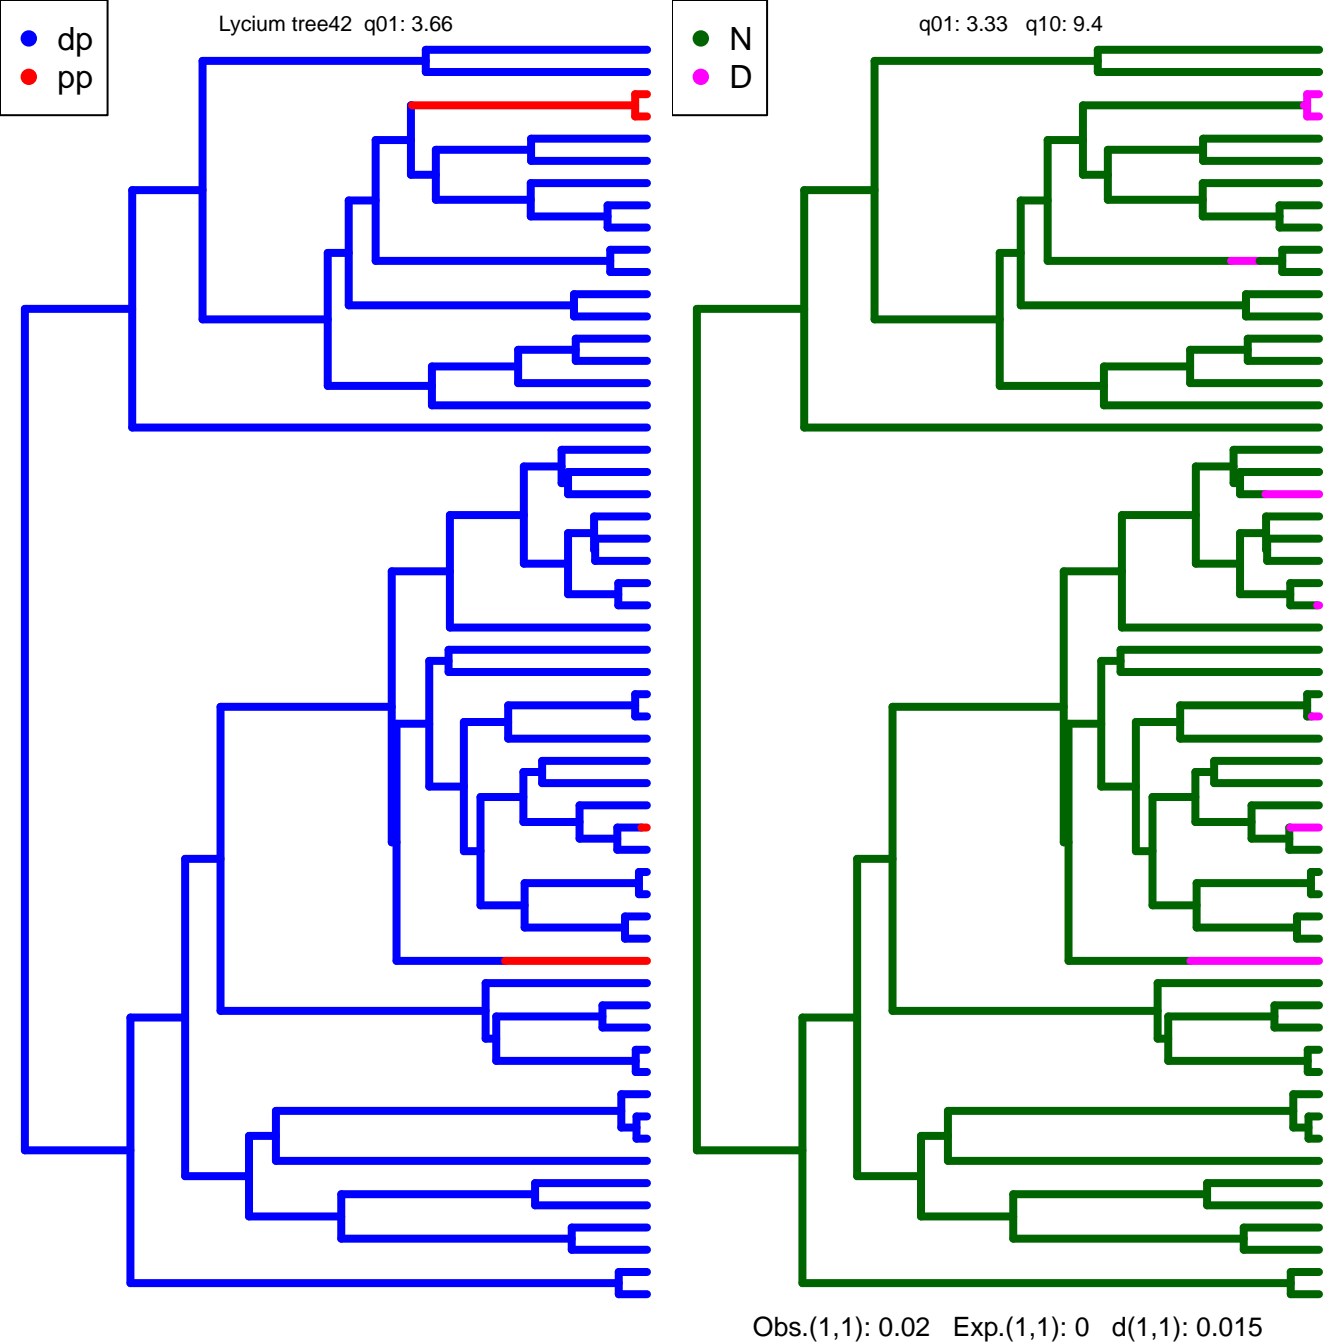 Lycium tree42 q01: 3.66
dp
pp
q01: 3.33 q10: 9.4
N
D
Obs.(1,1): 0.02 Exp.(1,1): 0 d(1,1): 0.015